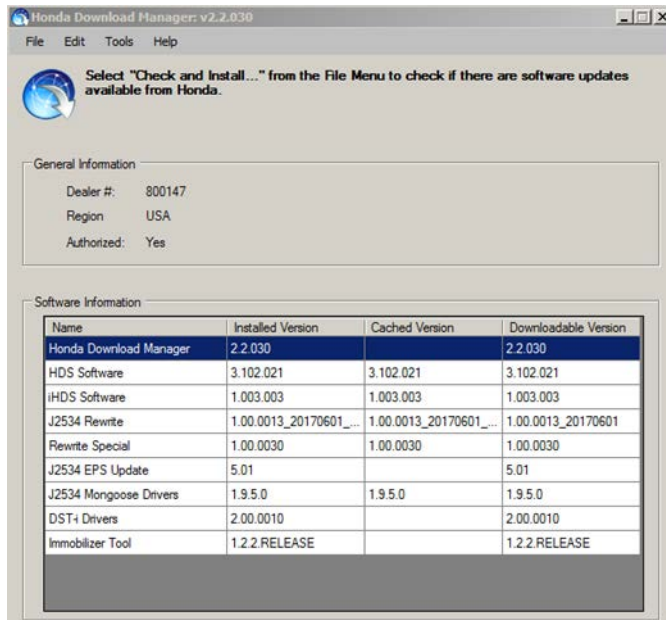 Honda Download Manager: v2.2.030
File Edit Tools Help
Select "Check and Install..." from the File Menu to check if there are software updates
available from Honda.
General Information
Dealer #: 800147
Region USA
Authorized: Yes
Software Information
Name Installed Version Cached Version Downloadable Version
Honda Download Manager 2.2.030 2.2.030
HDS Software 3.102.021 3.102.021 3.102.021
iHDS Software 1.003.003 1.003.003 1.003.003
J2534 Rewrite 1.00.0013_20170601_... 1.00.0013_20170601_... 1.00.0013_20170601
Rewrite Special 1.00.0030 1.00.0030 1.00.0030
J2534 EPS Update 5.01 5.01
J2534 Mongoose Drivers 1.9.5.0 1.9.5.0 1.9.5.0
DST-i Drivers 2.00.0010 2.00.0010
Immobilizer Tool 1.2.2.RELEASE 1.2.2.RELEASE